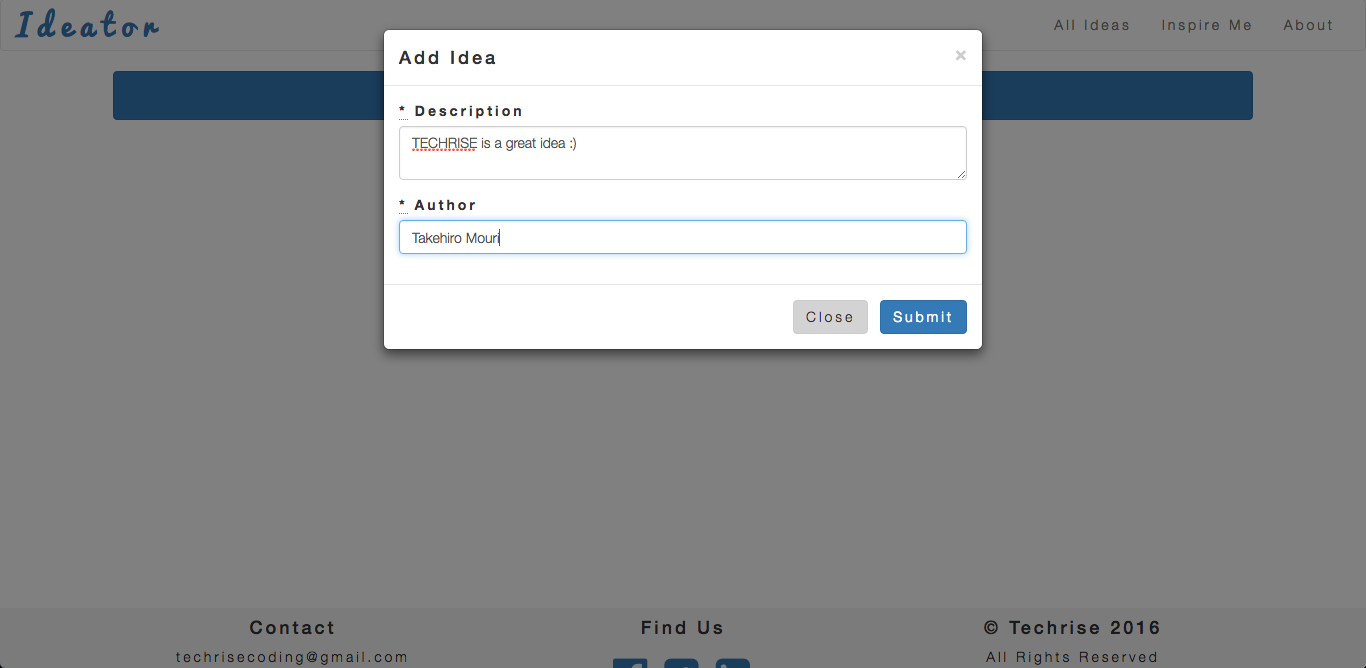 Ideator
All Ideas Inspire Me About
Add Idea ×
* Description
TECHRISE is a great idea :)
* Author
Takehiro Mouri
Close Submit
Contact Find Us © Techrise 2016
techrisecoding@gmail.com All Rights Reserved